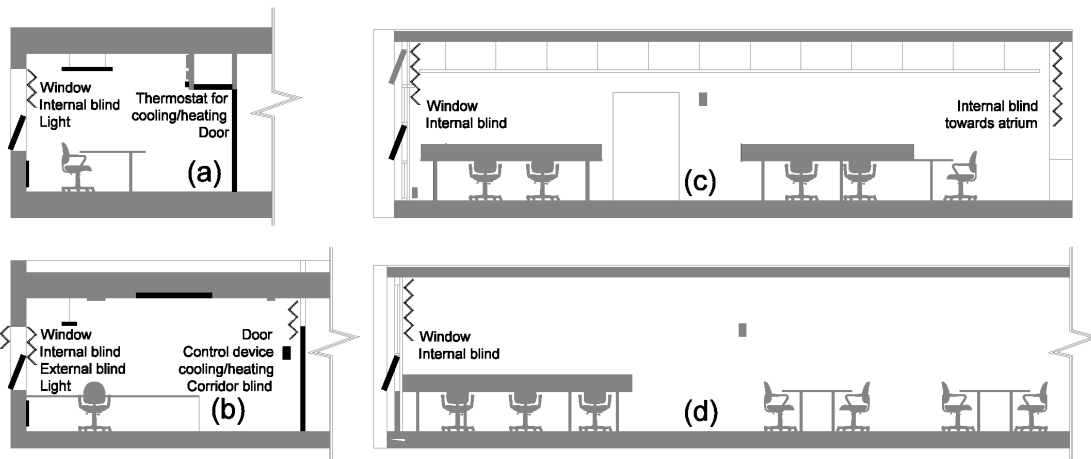 Window
Internal blind
Light
Thermostat for
cooling/heating
Door
(a)
Window
Internal blind
Internal blind
towards atrium
(c)
Window
Internal blind
External blind
Light
Door
Control device
cooling/heating
Corridor blind
(b)
Window
Internal blind
(d)